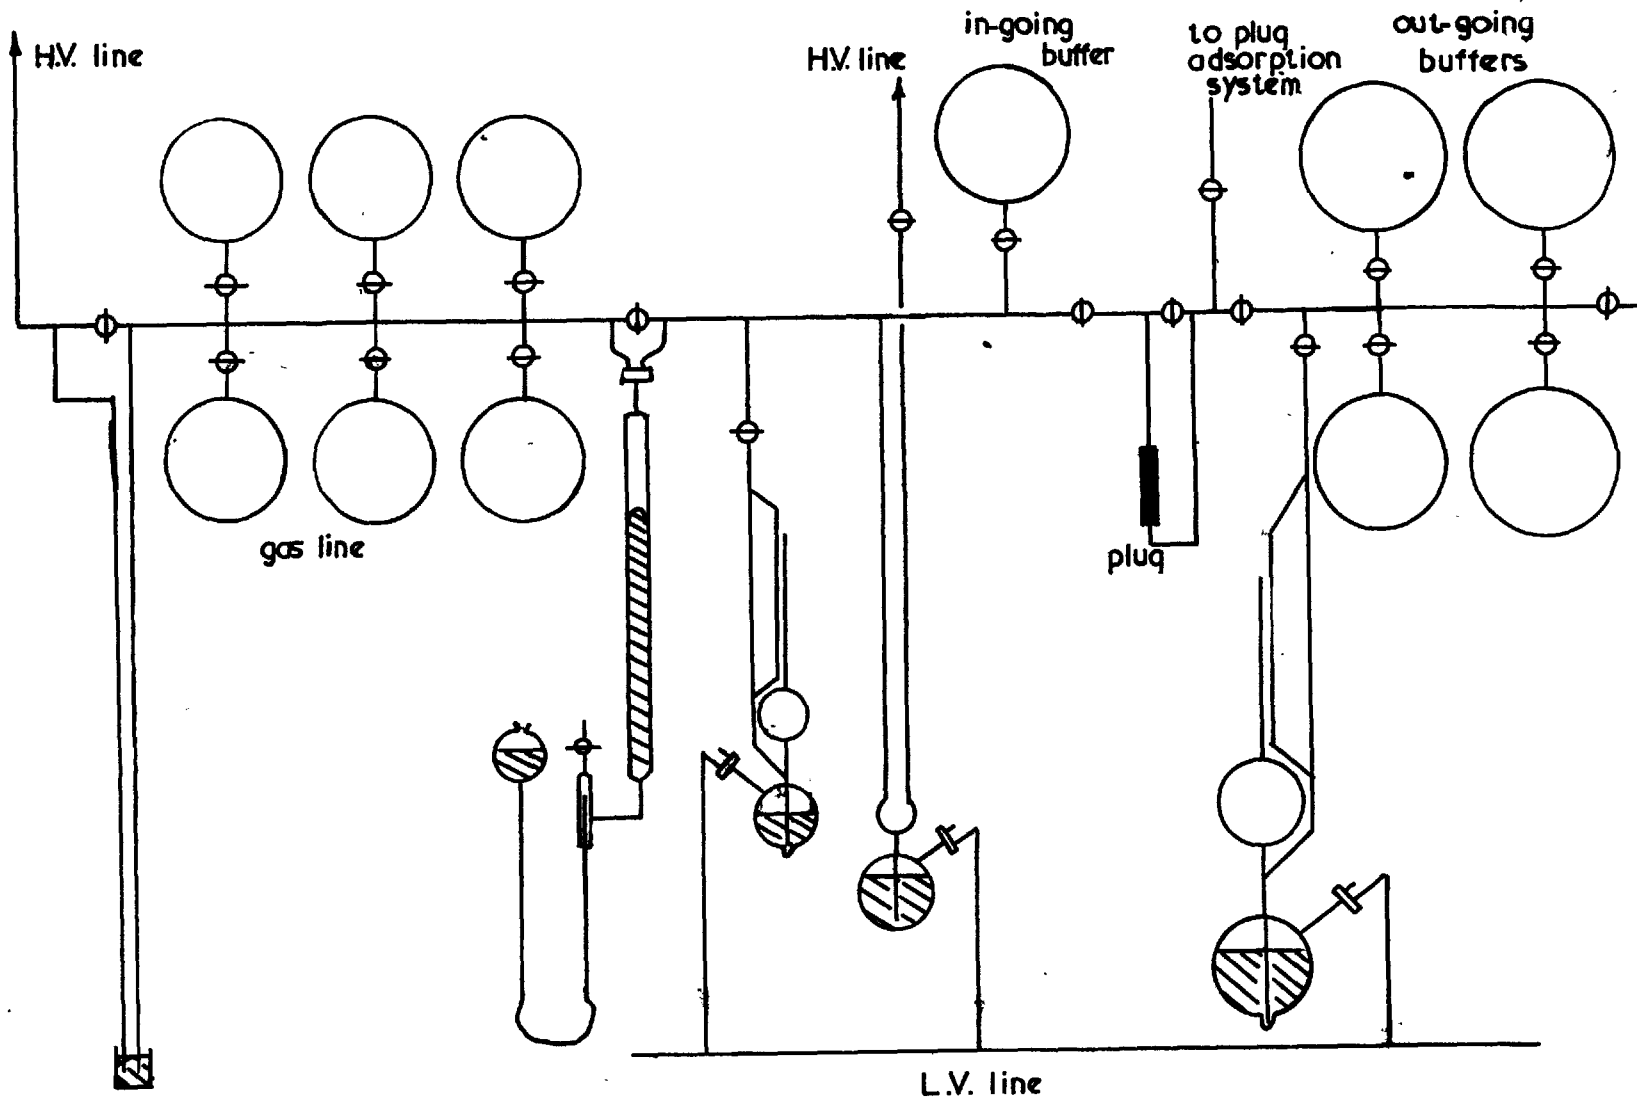 H.V. line
H.V. line
in-going
buffer
to plug
adsorption
system
out-going
buffers
gas line
plug
L.V. line